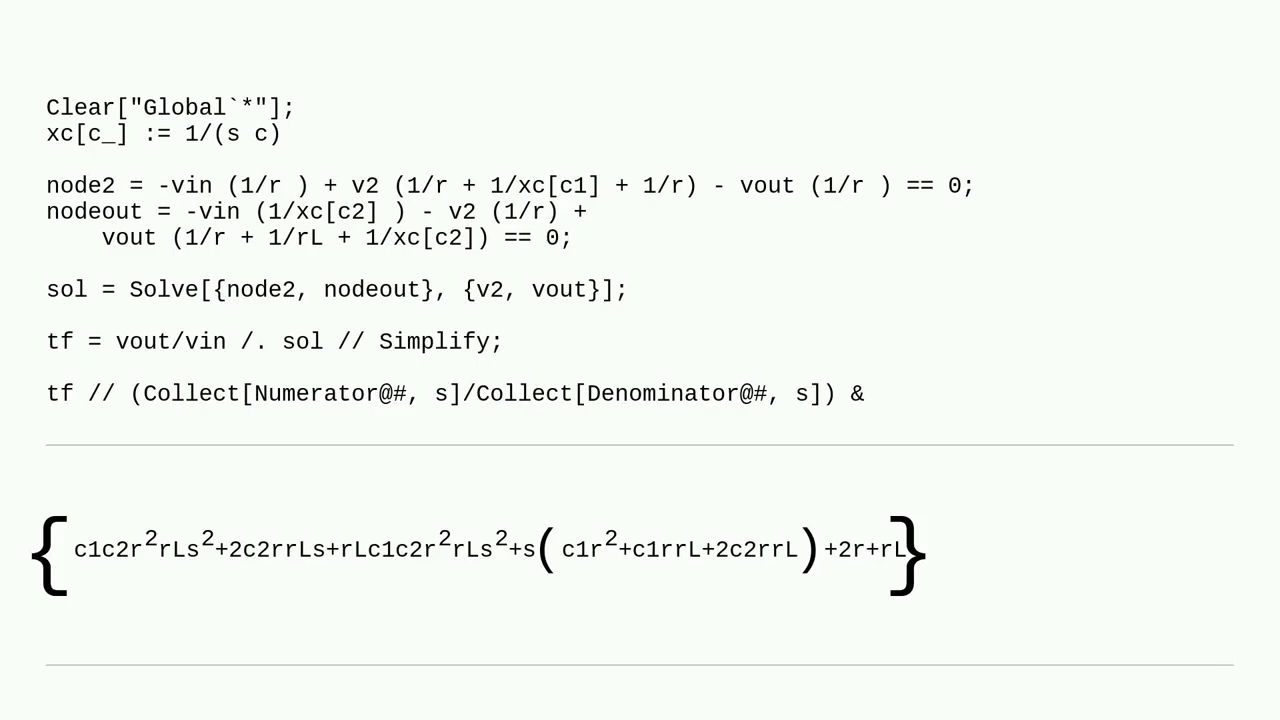 Clear["Global`*"];
xc[c_] := 1/(s c)
node2 = -vin (1/r ) + v2 (1/r + 1/xc[c1] + 1/r) - vout (1/r ) == 0;
nodeout = -vin (1/xc[c2] ) - v2 (1/r) +
vout (1/r + 1/rL + 1/xc[c2]) == 0;
sol = Solve[{node2, nodeout}, {v2, vout}];
tf = vout/vin /. sol // Simplify;
tf // (Collect[Numerator@#, s]/Collect[Denominator@#, s]) &
{c1c2r²rLs²+2c2rrLs+rLc1c2r²rLs²+s(c1r²+c1rrL+2c2rrL)+2r+rL}